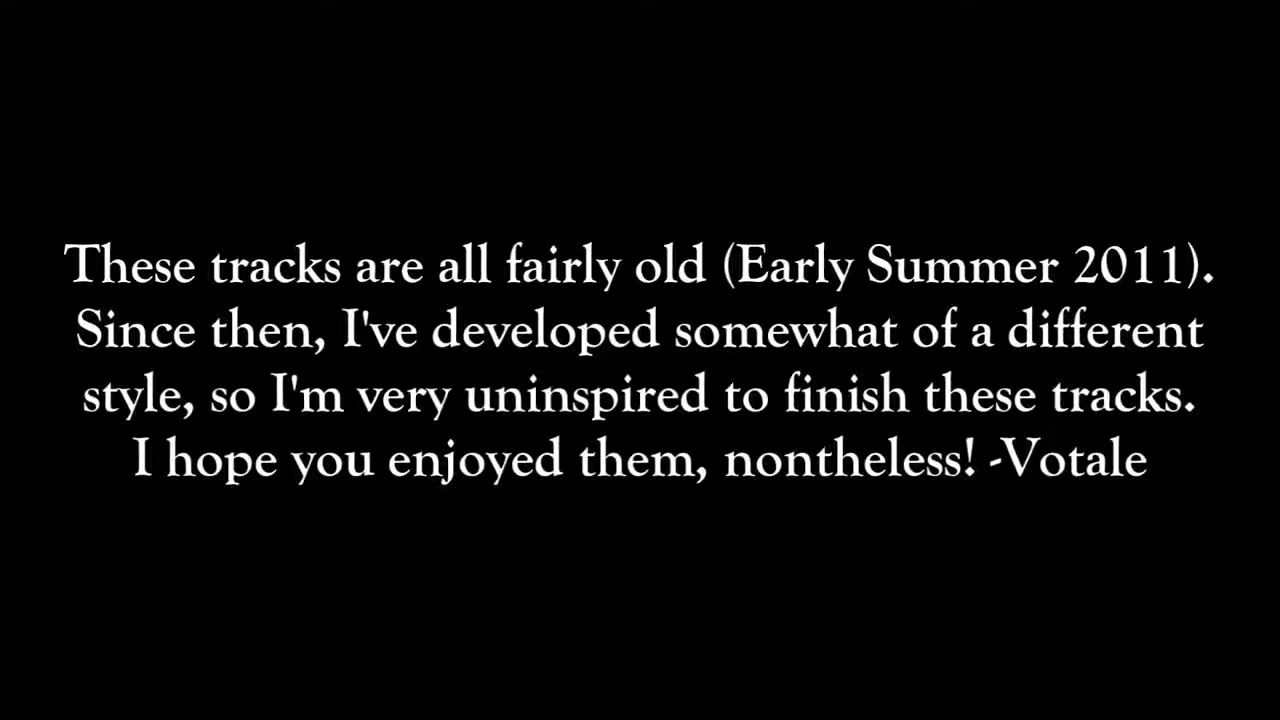 These tracks are all fairly old (Early Summer 2011).
Since then, I've developed somewhat of a different
style, so I'm very uninspired to finish these tracks.
I hope you enjoyed them, nontheless! -Votale